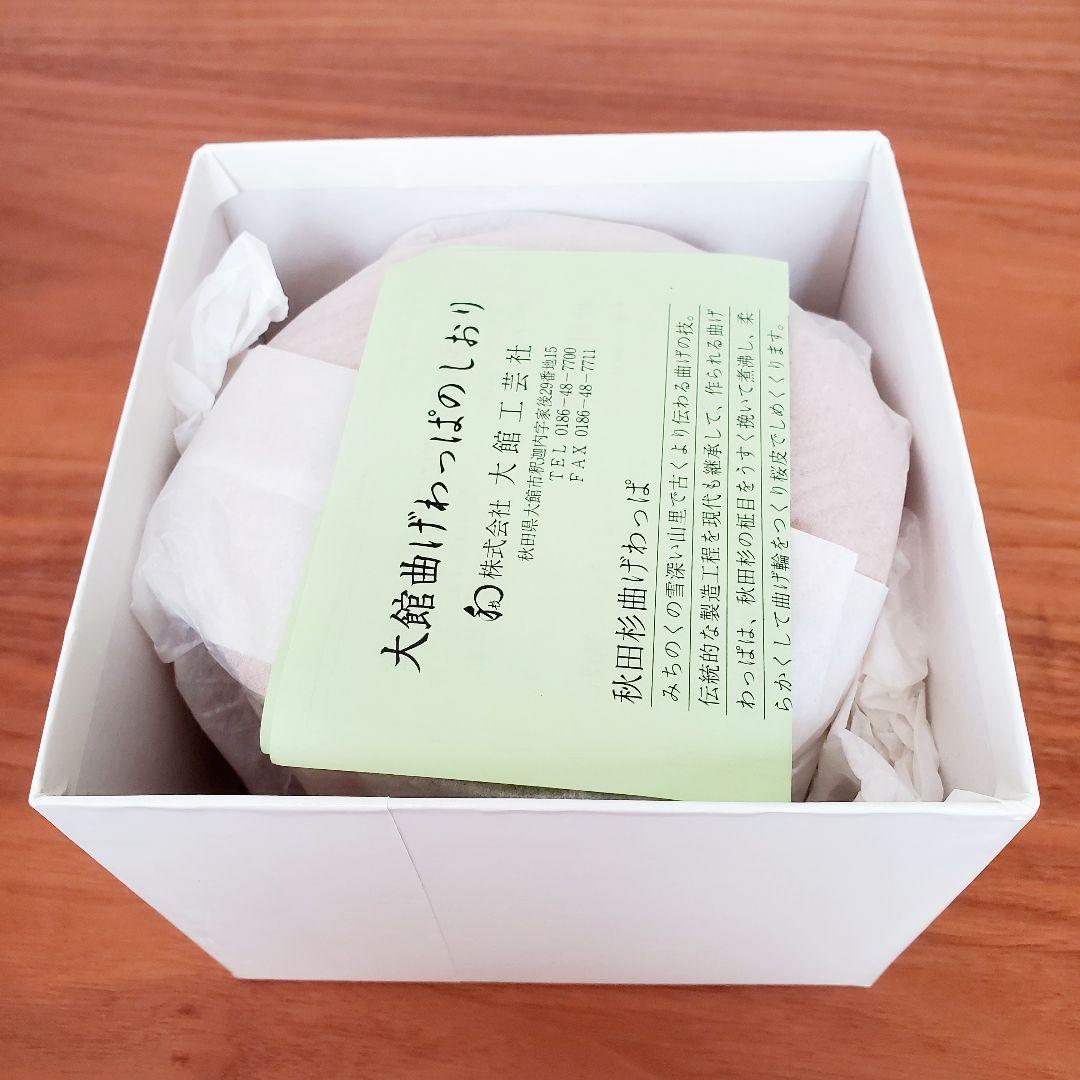 大館曲げわっぱのしおり
株式会社 大館工芸社
秋田県大館市釈迦内字家後29番地15
TEL 0186-48-7700
FAX 0186-48-7711
秋田杉曲げわっぱ
みちのくの雪深い山里で古くより伝わる曲げの技。
伝統的な製造工程を現代も継承して、作られる曲げ
わっぱは、秋田杉の柾目をうすく挽いて煮沸し、柔
らかくして曲げ輪をつくり桜皮でしめくくります。